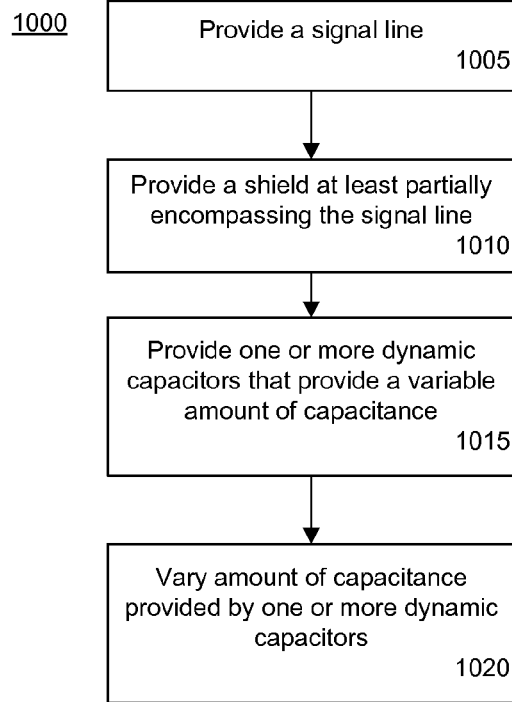 1000
Provide a signal line
1005
Provide a shield at least partially
encompassing the signal line
1010
Provide one or more dynamic
capacitors that provide a variable
amount of capacitance
1015
Vary amount of capacitance
provided by one or more dynamic
capacitors
1020